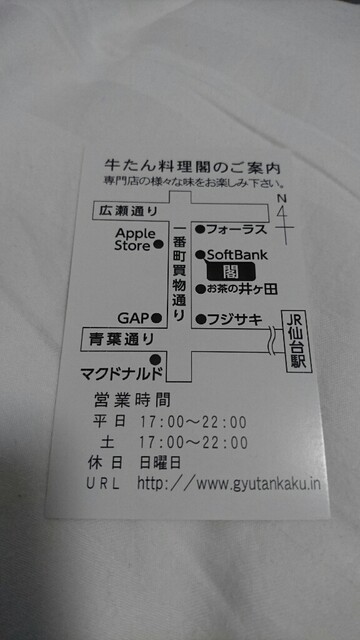 牛たん料理閣のご案内
専門店の様々な味をお楽しみ下さい。
N
広瀬通り
フォーラス
Apple Store
SoftBank
閣
お茶の井ヶ田
一番町買物通り
GAP
フジサキ
青葉通り
JR仙台駅
マクドナルド
営業時間
平日 17:00~22:00
土 17:00~22:00
休日 日曜日
URL http://www.gyutankaku.in